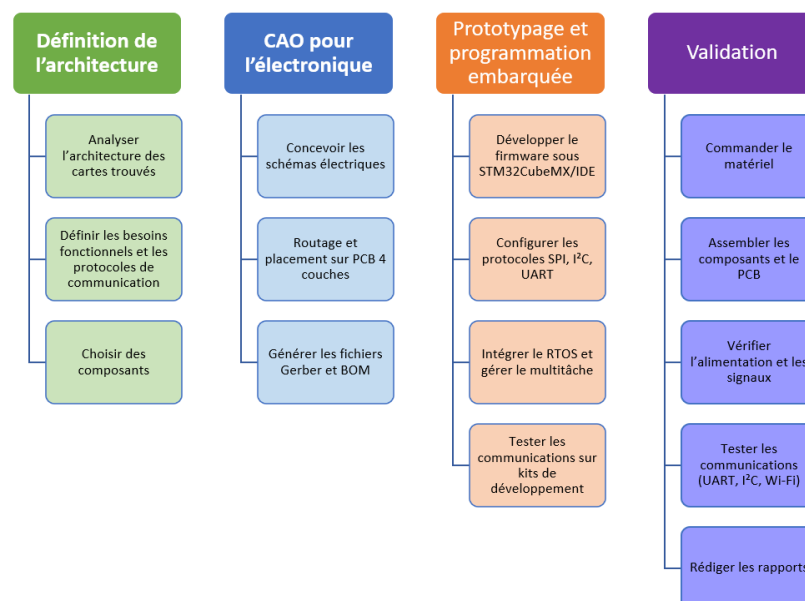 Définition de
l'architecture
Analyser
l'architecture des
cartes trouvés
Définir les besoins
fonctionnels et les
protocoles de
communication
Choisir des
composants
CAO pour
l'électronique
Concevoir les
schémas électriques
Routage et
placement sur PCB 4
couches
Générer les fichiers
Gerber et BOM
Prototypage et
programmation
embarquée
Développer le
firmware sous
STM32CubeMX/IDE
Configurer les
protocoles SPI, I²C,
UART
Intégrer le RTOS et
gérer le multitâche
Tester les
communications sur
kits de
développement
Validation
Commander le
matériel
Assembler les
composants et le
PCB
Vérifier
l'alimentation et les
signaux
Tester les
communications
(UART, I²C, Wi-Fi)
Rédiger les rapports